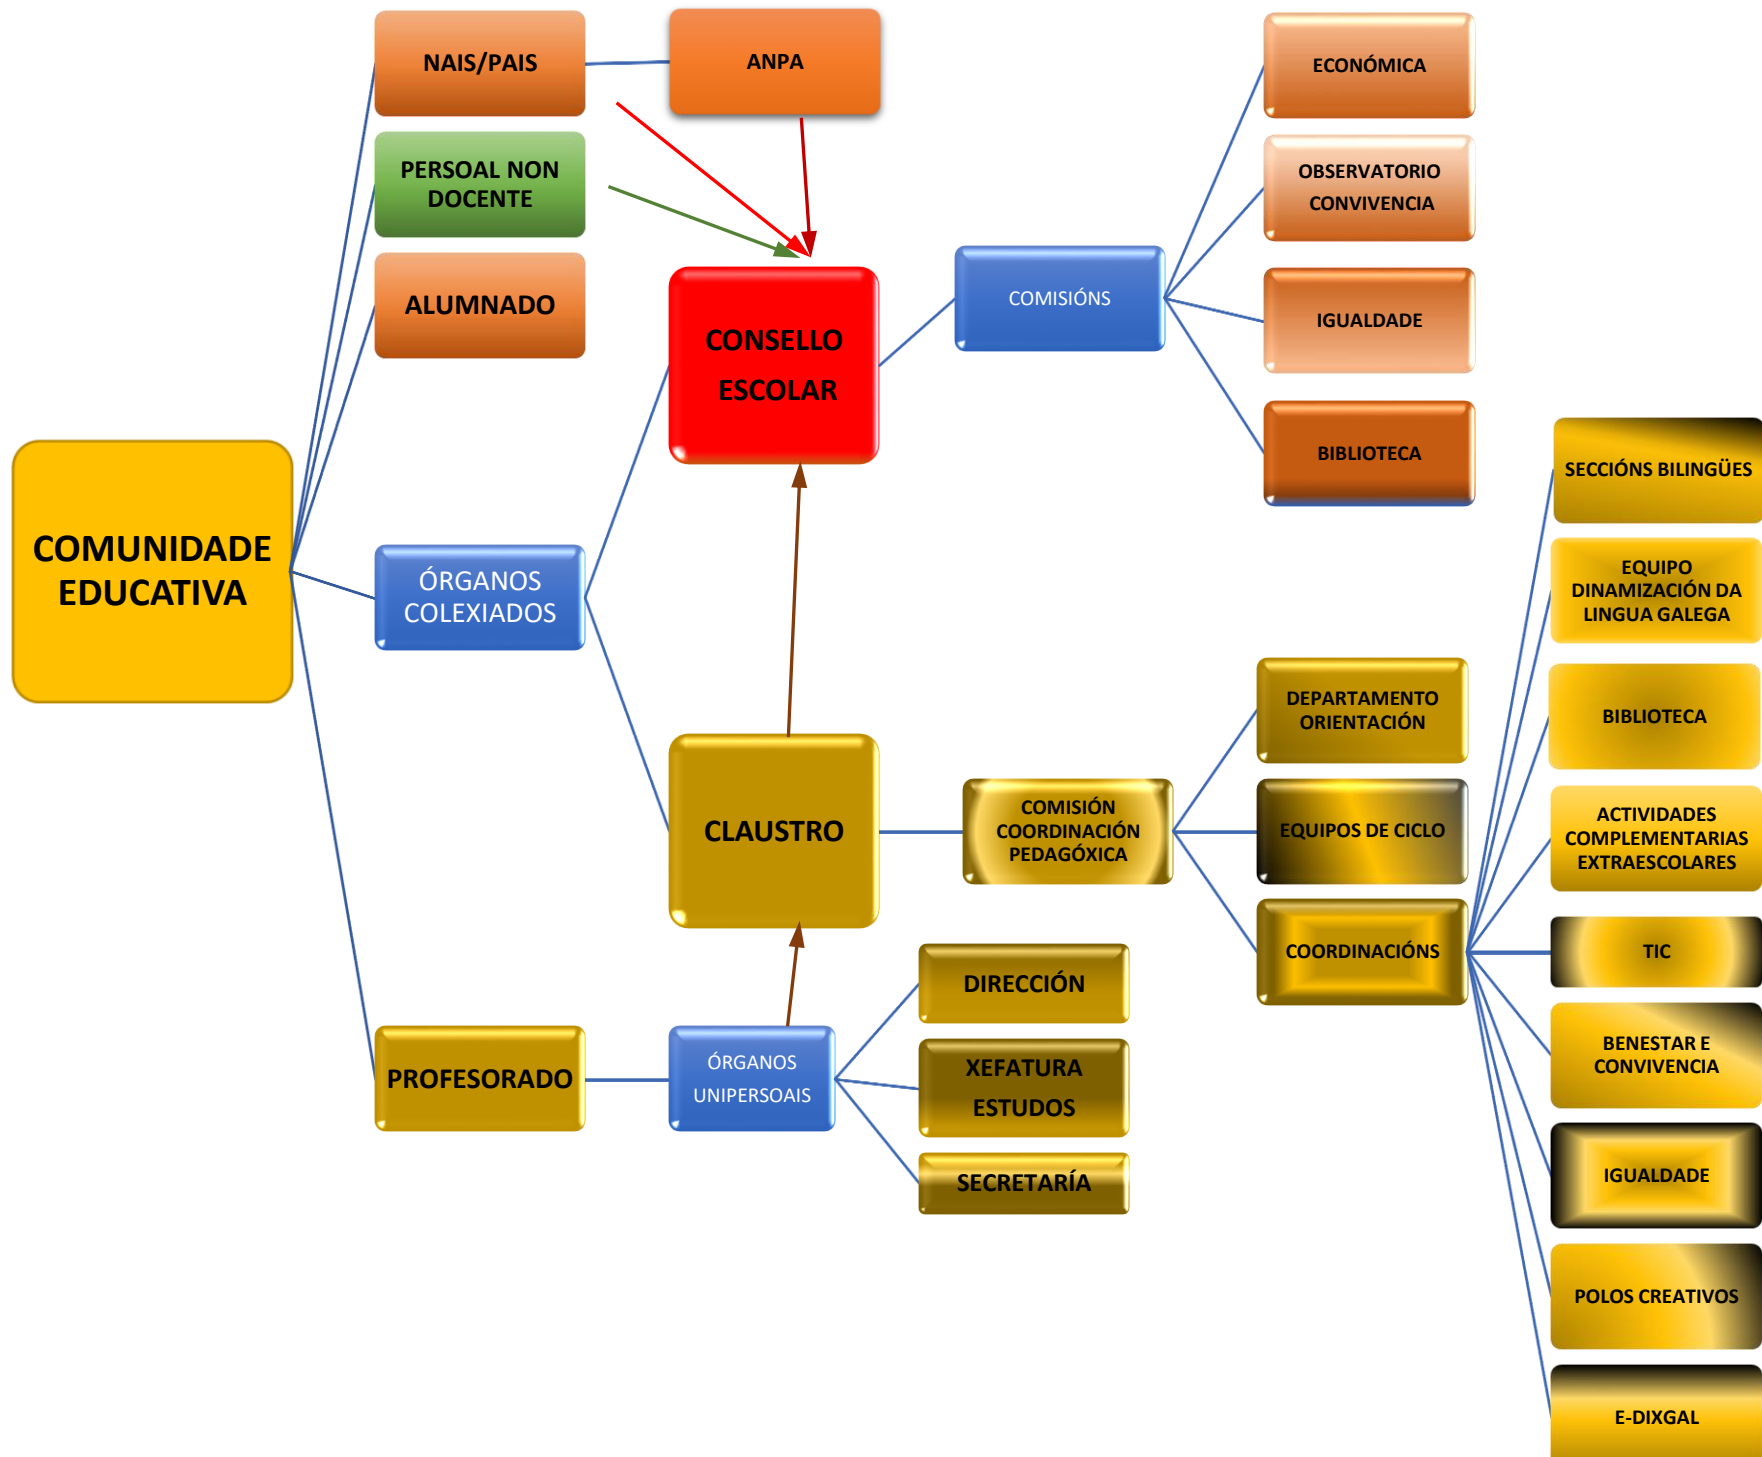 NAIS/PAIS
ANPA
PERSOAL NON
DOCENTE
ALUMNADO
COMUNIDADE
EDUCATIVA
ÓRGANOS
COLEXIADOS
CONSELLO
ESCOLAR
COMISIÓNS
ECONÓMICA
OBSERVATORIO
CONVIVENCIA
IGUALDADE
BIBLIOTECA
CLAUSTRO
COMISIÓN
COORDINACIÓN
PEDAGÓXICA
DEPARTAMENTO
ORIENTACIÓN
EQUIPOS DE CICLO
COORDINACIÓNS
SECCIÓNS BILINGÜES
EQUIPO
DINAMIZACIÓN DA
LINGUA GALEGA
BIBLIOTECA
ACTIVIDADES
COMPLEMENTARIAS
EXTRAESCOLARES
TIC
BENESTAR E
CONVIVENCIA
IGUALDADE
POLOS CREATIVOS
E-DIXGAL
PROFESORADO
ÓRGANOS
UNIPERSOAIS
DIRECCIÓN
XEFATURA
ESTUDOS
SECRETARÍA